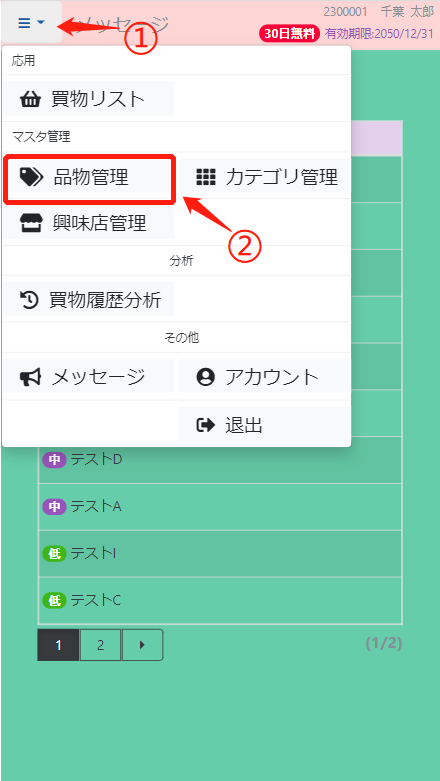 メッセージ
①
2300001 千葉 太郎
30日無料 有効期限:2050/12/31
応用
買物リスト
マスタ管理
品物管理 カテゴリ管理
興味店管理
②
分析
買物履歴分析
その他
メッセージ アカウント
退出
中 テストD
中 テストA
低 テストI
低 テストC
1 2 (1/2)